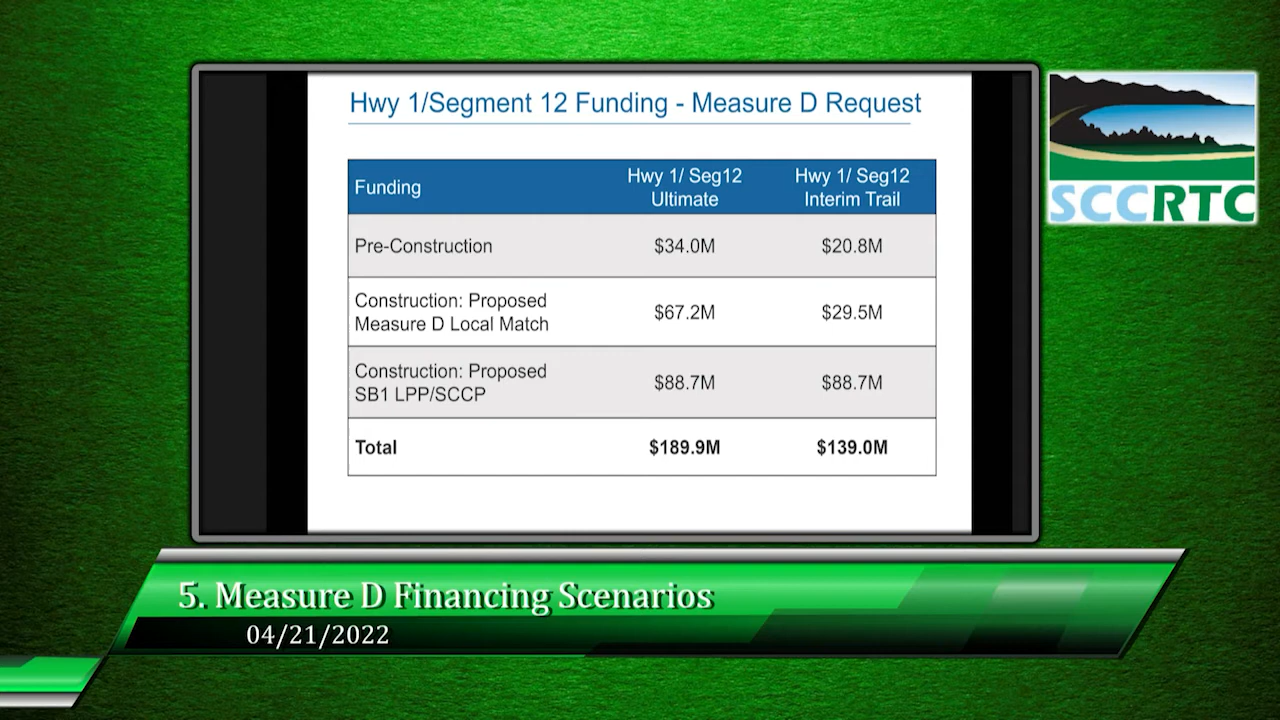 Hwy 1/Segment 12 Funding - Measure D Request
Funding
Hwy 1/ Seg12
Ultimate
Hwy 1/ Seg12
Interim Trail
Pre-Construction
$34.0M
$20.8M
Construction: Proposed
Measure D Local Match
$67.2M
$29.5M
Construction: Proposed
SB1 LPP/SCCP
$88.7M
$88.7M
Total
$189.9M
$139.0M
SCCRTC
5. Measure D Financing Scenarios
04/21/2022